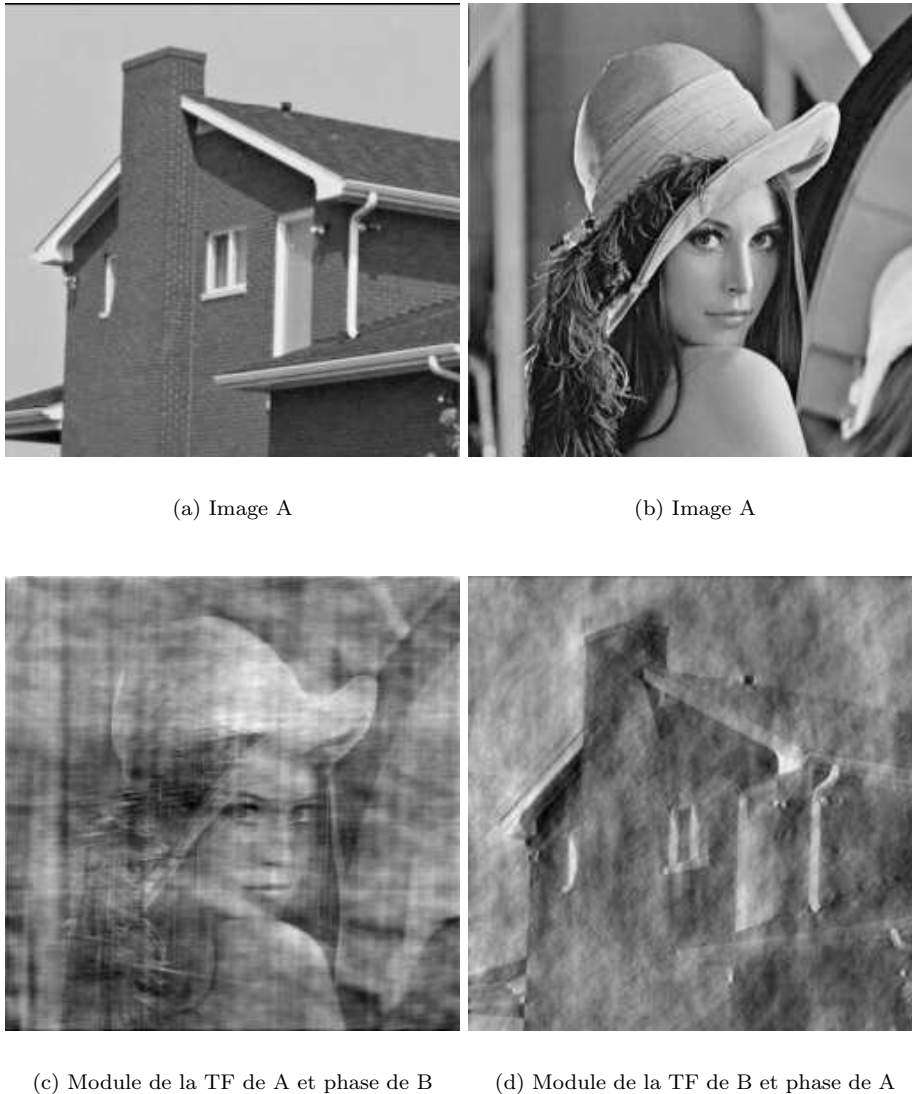 (a) Image A
(b) Image A
(c) Module de la TF de A et phase de B
(d) Module de la TF de B et phase de A